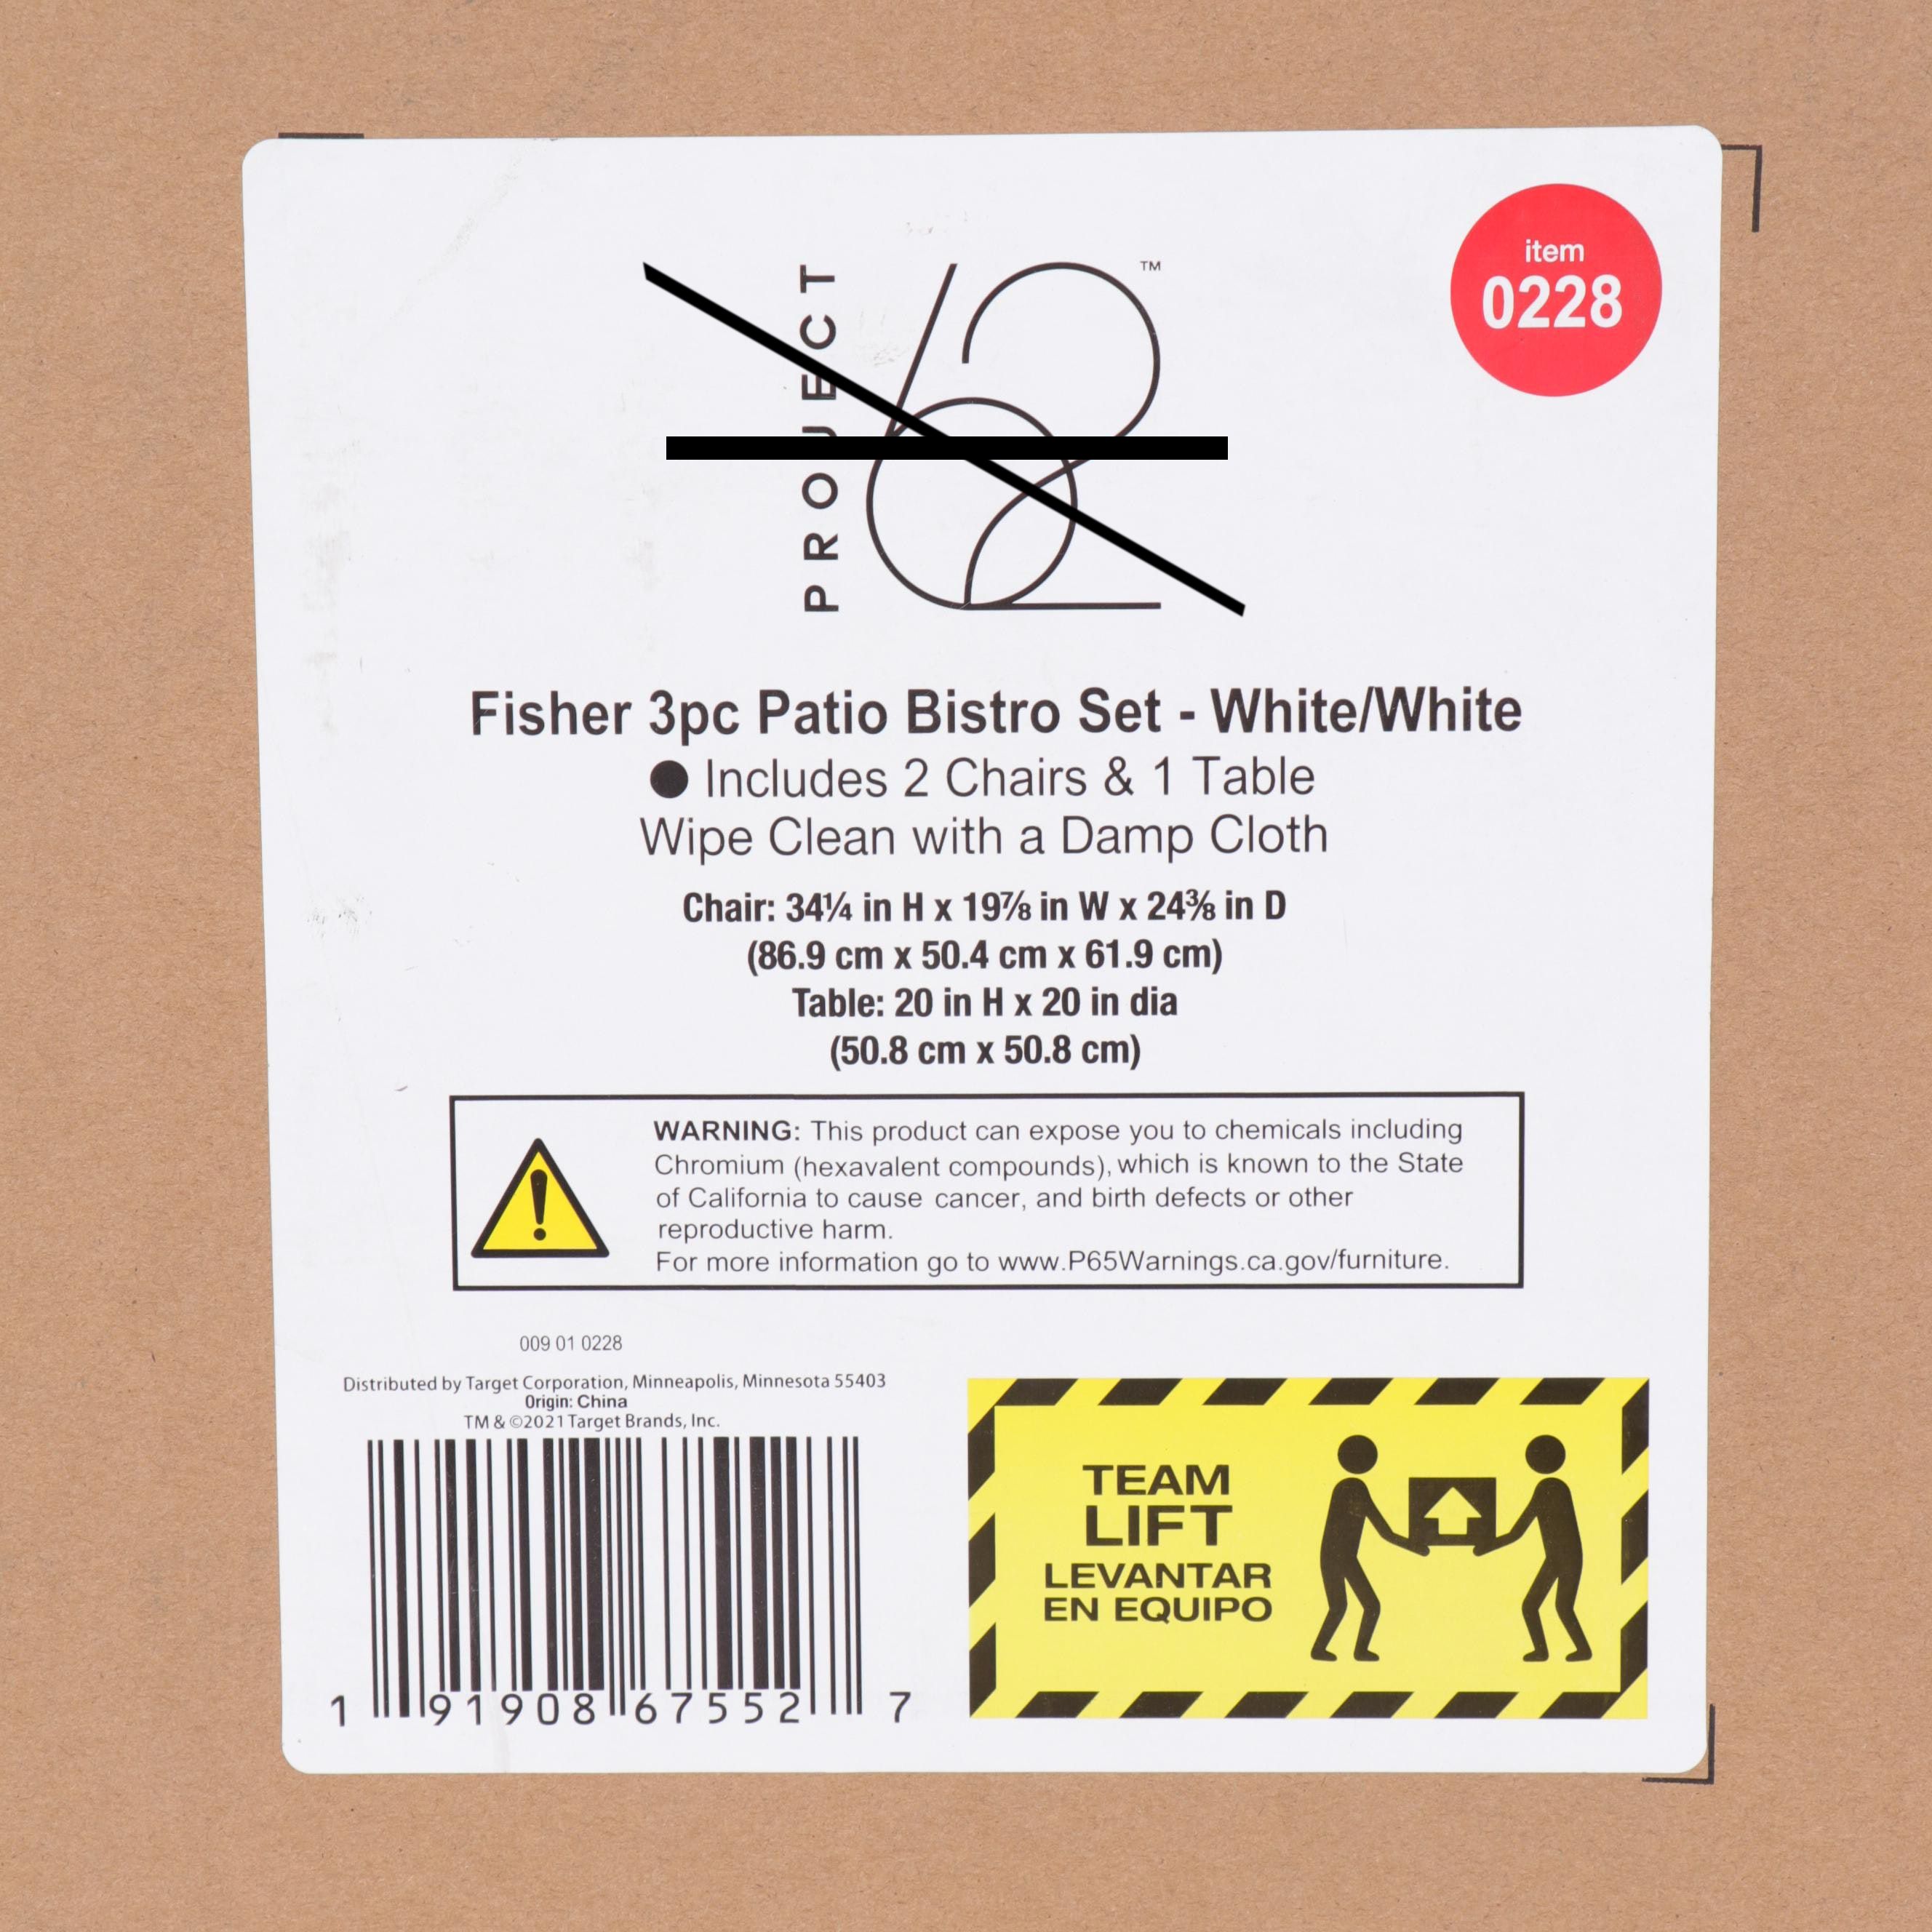 PROJECT 62 ™
item
0228
Fisher 3pc Patio Bistro Set - White/White
● Includes 2 Chairs & 1 Table
Wipe Clean with a Damp Cloth
Chair: 34¼ in H x 19⅞ in W x 24⅜ in D
(86.9 cm x 50.4 cm x 61.9 cm)
Table: 20 in H x 20 in dia
(50.8 cm x 50.8 cm)
WARNING: This product can expose you to chemicals including
Chromium (hexavalent compounds), which is known to the State
of California to cause cancer, and birth defects or other
reproductive harm.
For more information go to www.P65Warnings.ca.gov/furniture.
009 01 0228
Distributed by Target Corporation, Minneapolis, Minnesota 55403
Origin: China
TM & ©2021 Target Brands, Inc.
1 91908 67552 7
TEAM
LIFT
LEVANTAR
EN EQUIPO